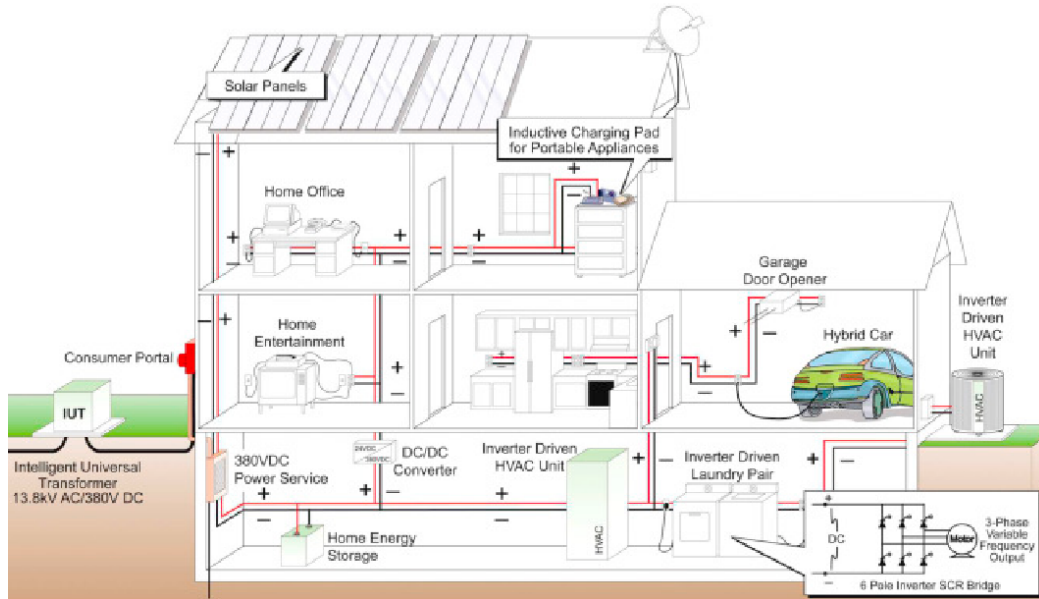 Solar Panels
Inductive Charging Pad
for Portable Appliances
Home Office
Garage
Door Opener
Inverter
Driven
HVAC
Unit
Home
Entertainment
Hybrid Car
Consumer Portal
IUT
HVAC
Intelligent Universal
Transformer
13.8kV AC/380V DC
380VDC
Power Service
24VDC
380VDC
DC/DC
Converter
Inverter Driven
HVAC Unit
Inverter Driven
Laundry Pair
HVAC
Home Energy
Storage
DC
Motor
3-Phase
Variable
Frequency
Output
6 Pole Inverter SCR Bridge